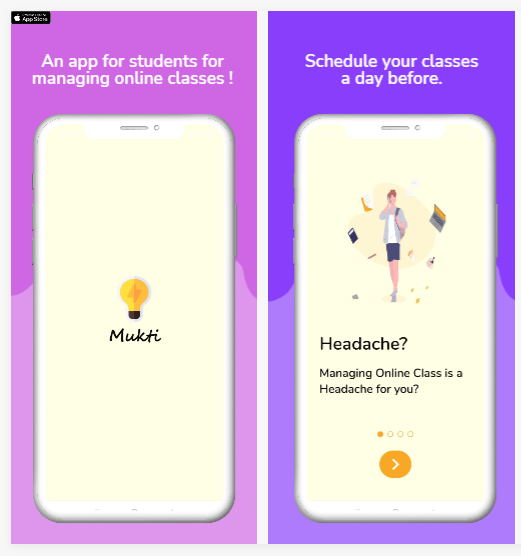 App Store
An app for students for
managing online classes !
Mukti
Schedule your classes
a day before.
Headache?
Managing Online Class is a
Headache for you?